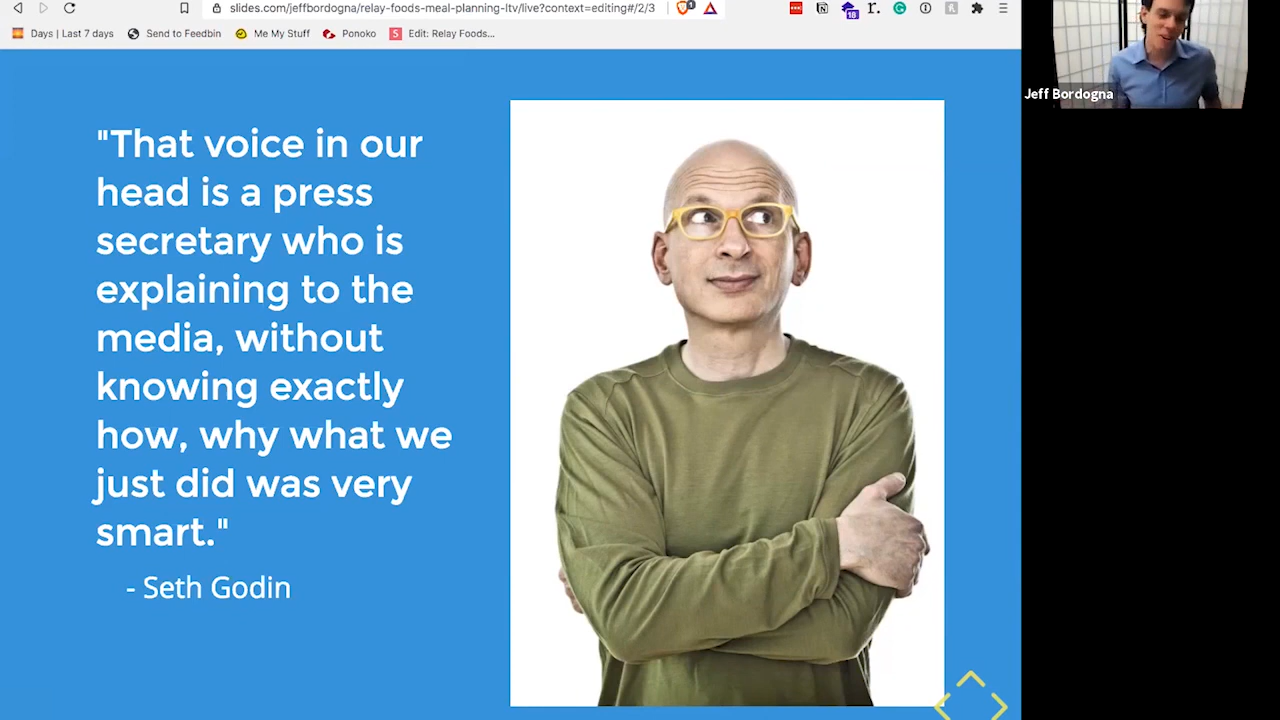 slides.com/jeffbordogna/relay-foods-meal-planning-ltv/live?context=editing#/2/3
1
18
r.
Days | Last 7 days
Send to Feedbin
Me My Stuff
Ponoko
S
Edit: Relay Foods...
Jeff Bordogna
"That voice in our
head is a press
secretary who is
explaining to the
media, without
knowing exactly
how, why what we
just did was very
smart."
- Seth Godin